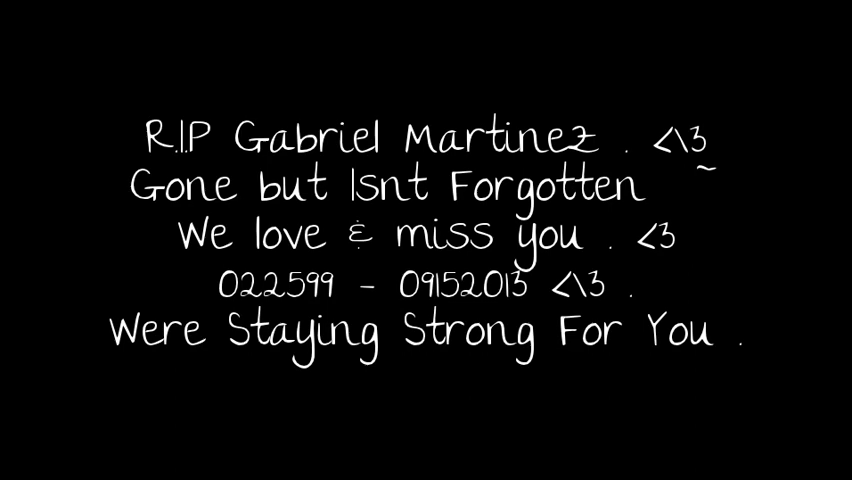 R.I.P Gabriel Martinez . <\3
Gone but Isnt Forgotten ~
We love & miss you . <3
022599 - 09152013 <\3 .
Were Staying Strong For You .